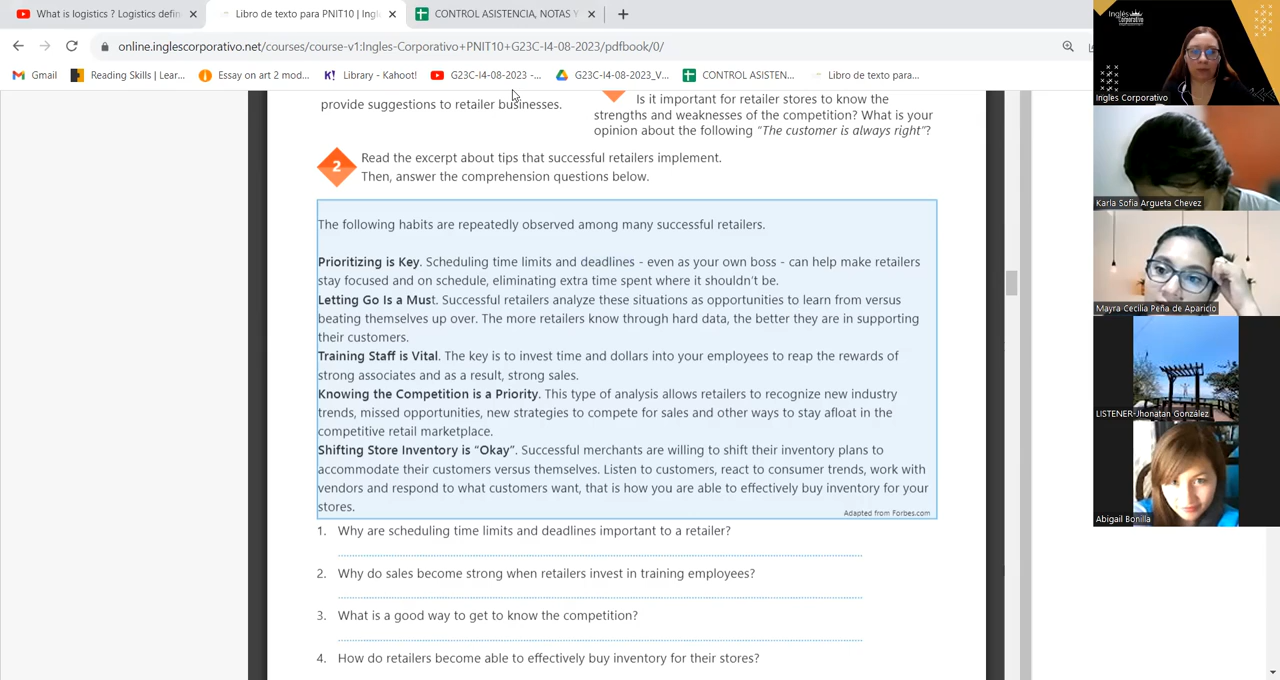 What is logistics ? Logistics defin
Libro de texto para PNIT10 | Ingl
CONTROL ASISTENCIA, NOTAS Y
online.inglescorporativo.net/courses/course-v1:Ingles-Corporativo+PNIT10+G23C-I4-08-2023/pdfbook/0/
Gmail
Reading Skills | Lear...
Essay on art 2 mod...
Library - Kahoot!
G23C-I4-08-2023 -...
G23C-I4-08-2023_V...
CONTROL ASISTEN...
Libro de texto para...
provide suggestions to retailer businesses.
Is it important for retailer stores to know the
strengths and weaknesses of the competition? What is your
opinion about the following "The customer is always right"?
2
Read the excerpt about tips that successful retailers implement.
Then, answer the comprehension questions below.
The following habits are repeatedly observed among many successful retailers.
Prioritizing is Key. Scheduling time limits and deadlines - even as your own boss - can help make retailers
stay focused and on schedule, eliminating extra time spent where it shouldn't be.
Letting Go Is a Must. Successful retailers analyze these situations as opportunities to learn from versus
beating themselves up over. The more retailers know through hard data, the better they are in supporting
their customers.
Training Staff is Vital. The key is to invest time and dollars into your employees to reap the rewards of
strong associates and as a result, strong sales.
Knowing the Competition is a Priority. This type of analysis allows retailers to recognize new industry
trends, missed opportunities, new strategies to compete for sales and other ways to stay afloat in the
competitive retail marketplace.
Shifting Store Inventory is "Okay". Successful merchants are willing to shift their inventory plans to
accommodate their customers versus themselves. Listen to customers, react to consumer trends, work with
vendors and respond to what customers want, that is how you are able to effectively buy inventory for your
stores.
Adapted from Forbes.com
1. Why are scheduling time limits and deadlines important to a retailer?
2. Why do sales become strong when retailers invest in training employees?
3. What is a good way to get to know the competition?
4. How do retailers become able to effectively buy inventory for their stores?
Inglés
Corporativo
Ingles Corporativo
Karla Sofia Argueta Chevez
Mayra Cecilia Peña de Aparicio
LISTENER-Jhonatan González
Abigail Bonilla